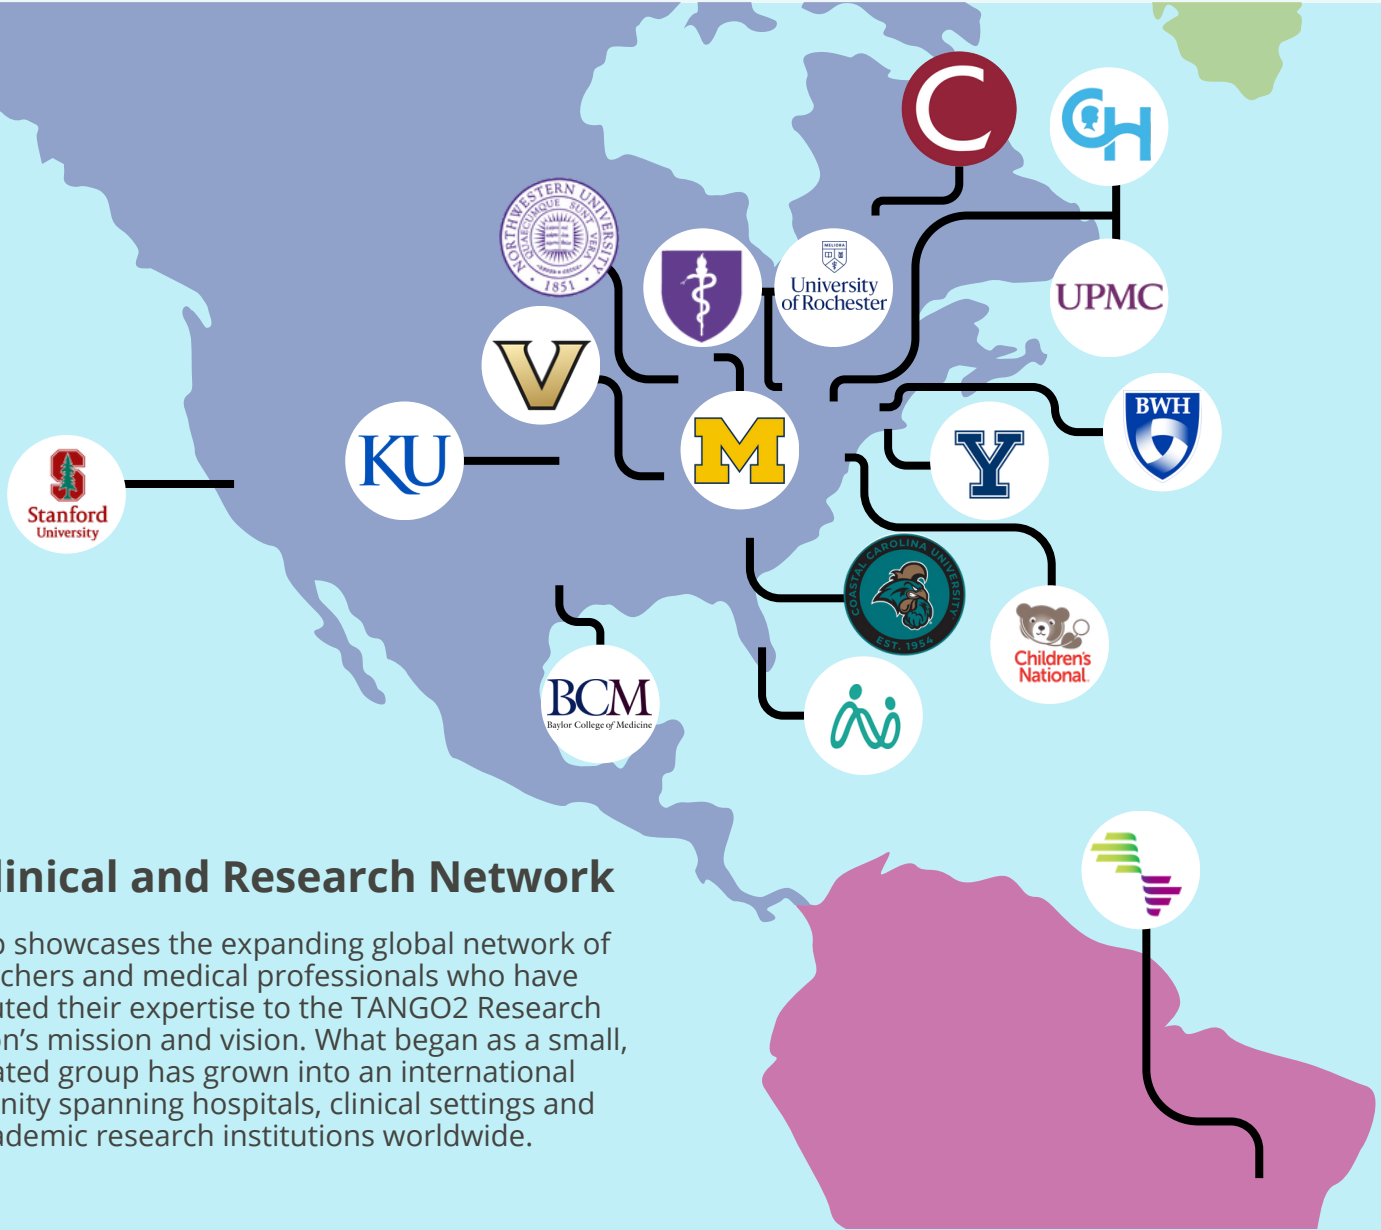 C
CH
NORTHWESTERN UNIVERSITY
QUAECUMQUE SUNT VERA
1851
MELIORA
University
of Rochester
UPMC
V
BWH
KU
M
Y
Stanford
University
COASTAL CAROLINA UNIVERSITY
EST. 1954
Children's
National
BCM
Baylor College of Medicine
linical and Research Network
showcases the expanding global network of
chers and medical professionals who have
uted their expertise to the TANGO2 Research
on's mission and vision. What began as a small,
ated group has grown into an international
nity spanning hospitals, clinical settings and
ademic research institutions worldwide.